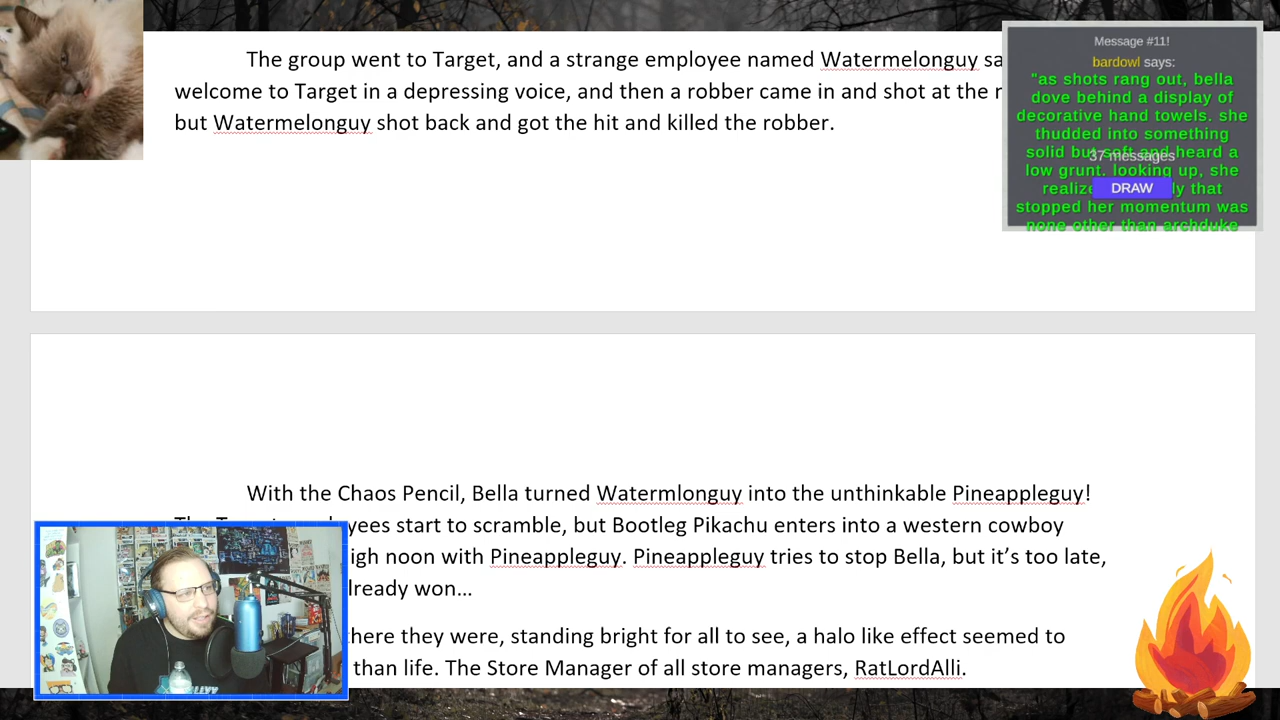 The group went to Target, and a strange employee named Watermelonguy
welcome to Target in a depressing voice, and then a robber came in and shot at the
but Watermelonguy shot back and got the hit and killed the robber.
Message #11!
bardowl says:
"as shots rang out, bella
dove behind a display of
decorative hand towels. she
thudded into something
solid but soft and heard a
37 messages
low grunt. looking up, she
DRAW
that
stopped her momentum was
none other than archduke
With the Chaos Pencil, Bella turned Watermlonguy into the unthinkable Pineappleguy!
start to scramble, but Bootleg Pikachu enters into a western cowboy
igh noon with Pineappleguy. Pineappleguy tries to stop Bella, but it’s too late,
lready won…
here they were, standing bright for all to see, a halo like effect seemed to
than life. The Store Manager of all store managers, RatLordAlli.